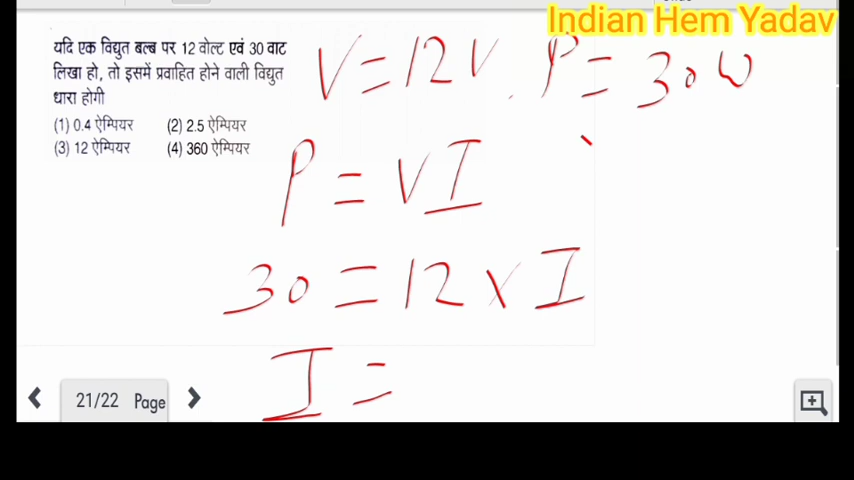 Indian Hem Yadav
यदि एक विद्युत बल्ब पर 12 वोल्ट एवं 30 वाट
लिखा हो, तो इसमें प्रवाहित होने वाली विद्युत
धारा होगी
(1) 0.4 ऐम्पियर (2) 2.5 ऐम्पियर
(3) 12 ऐम्पियर (4) 360 ऐम्पियर
V = 12V. P = 30W
P = VI
30 = 12 x I
I =
21/22 Page